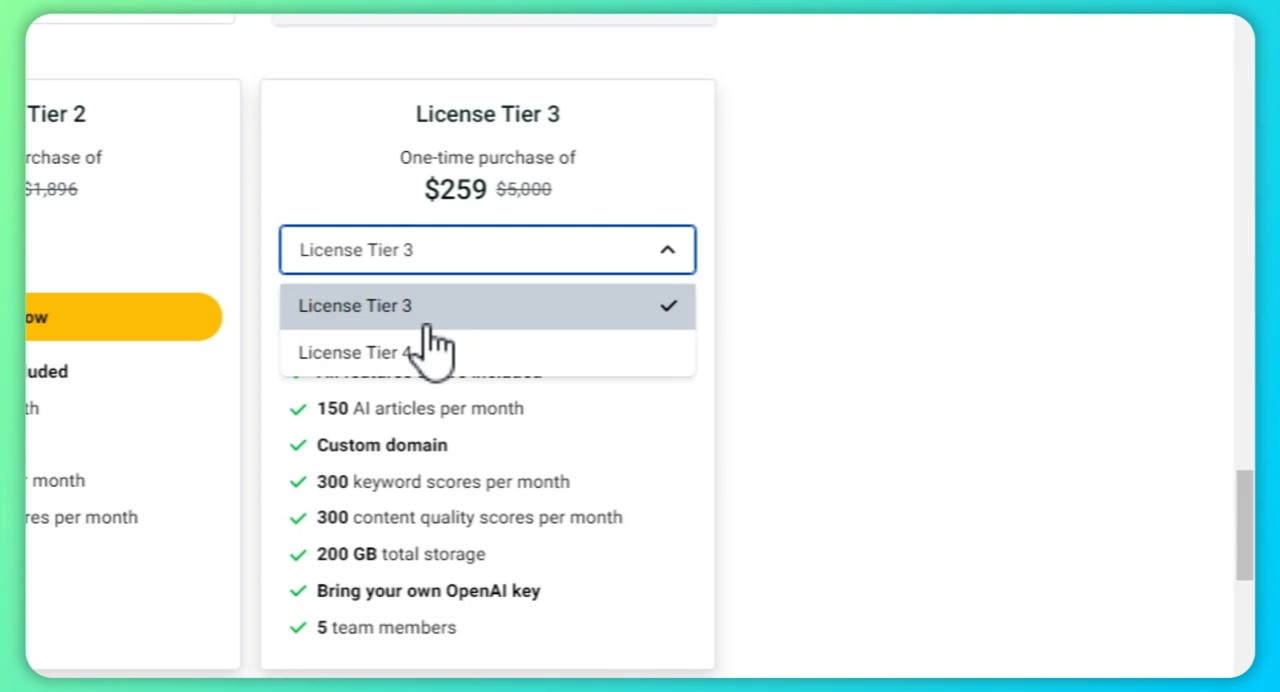 Tier 2
rchase of
$1,896
ow
uded
th
month
res per month
License Tier 3
One-time purchase of
$259 $5,000
License Tier 3
License Tier 3
License Tier 4
150 AI articles per month
Custom domain
300 keyword scores per month
300 content quality scores per month
200 GB total storage
Bring your own OpenAI key
5 team members